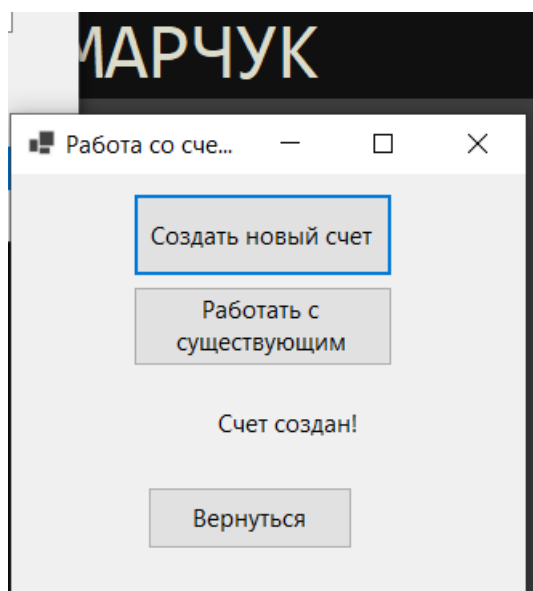 МАРЧУК
Работа со сче...
Создать новый счет
Работать с
существующим
Счет создан!
Вернуться